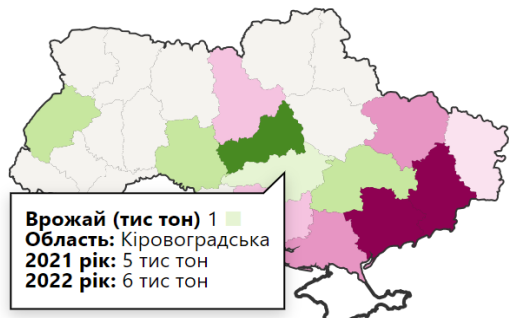 Врожай (тис тон) 1
Область: Кіровоградська
2021 рік: 5 тис тон
2022 рік: 6 тис тон